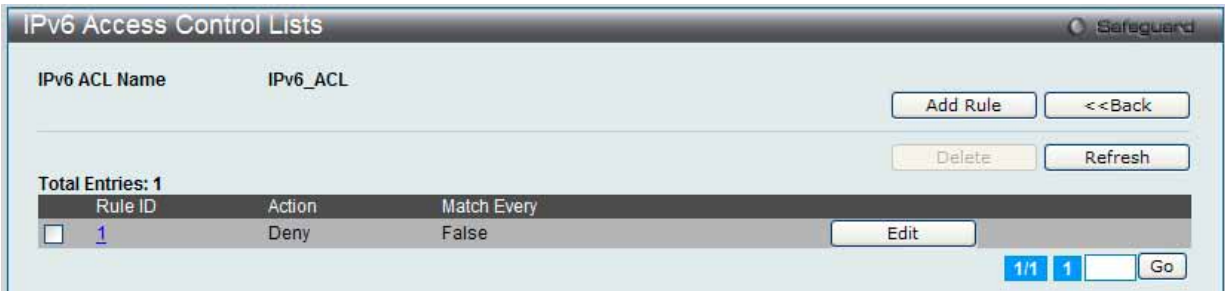 IPv6 Access Control Lists
Safeguard
IPv6 ACL Name IPv6_ACL
Add Rule <<Back
Delete Refresh
Total Entries: 1
Rule ID Action Match Every
1 Deny False Edit
1/1 1 Go